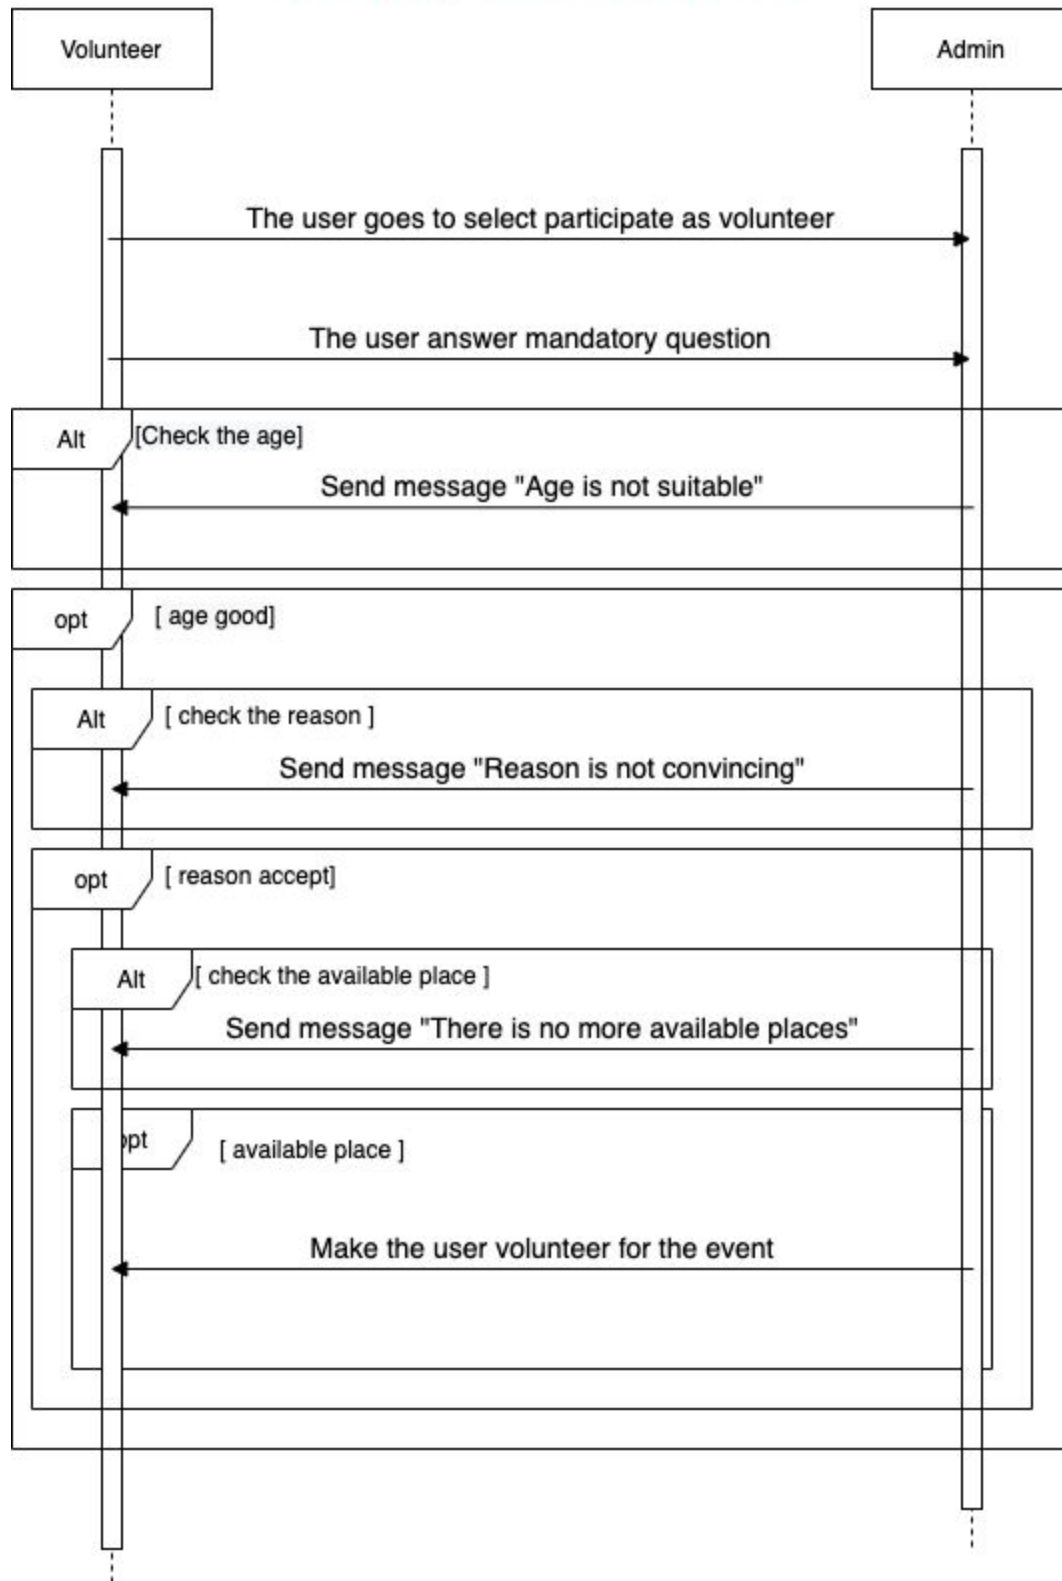 Volunteer
Admin
The user goes to select participate as volunteer
The user answer mandatory question
Alt
[Check the age]
Send message "Age is not suitable"
opt
[ age good]
Alt
[ check the reason ]
Send message "Reason is not convincing"
opt
[ reason accept]
Alt
[ check the available place ]
Send message "There is no more available places"
opt
[ available place ]
Make the user volunteer for the event